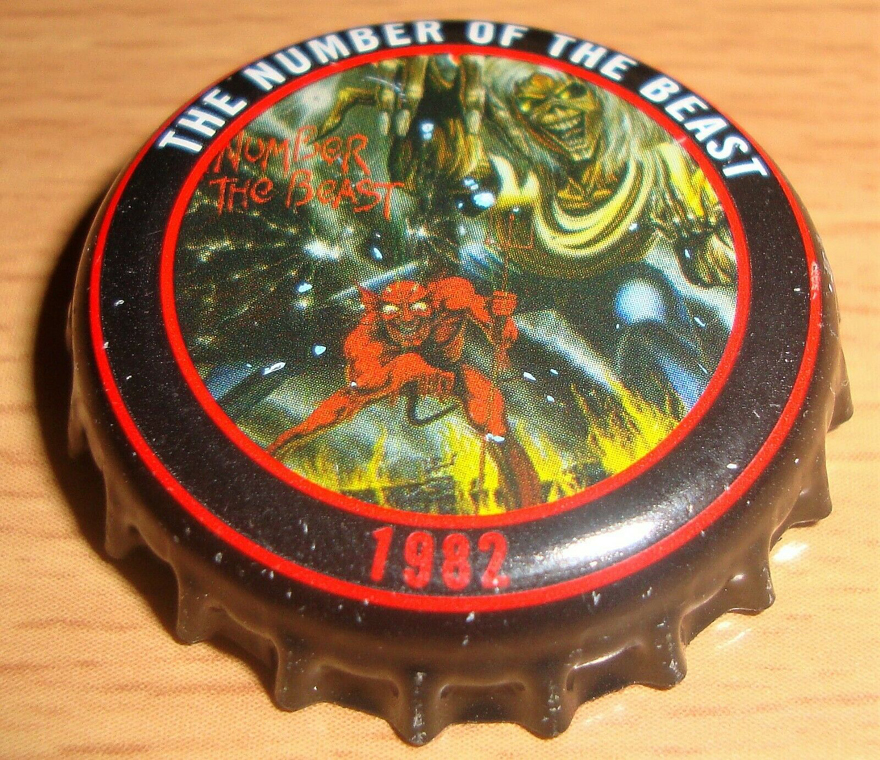 THE NUMBER OF THE BEAST
NUMBER
THE BEAST
1982